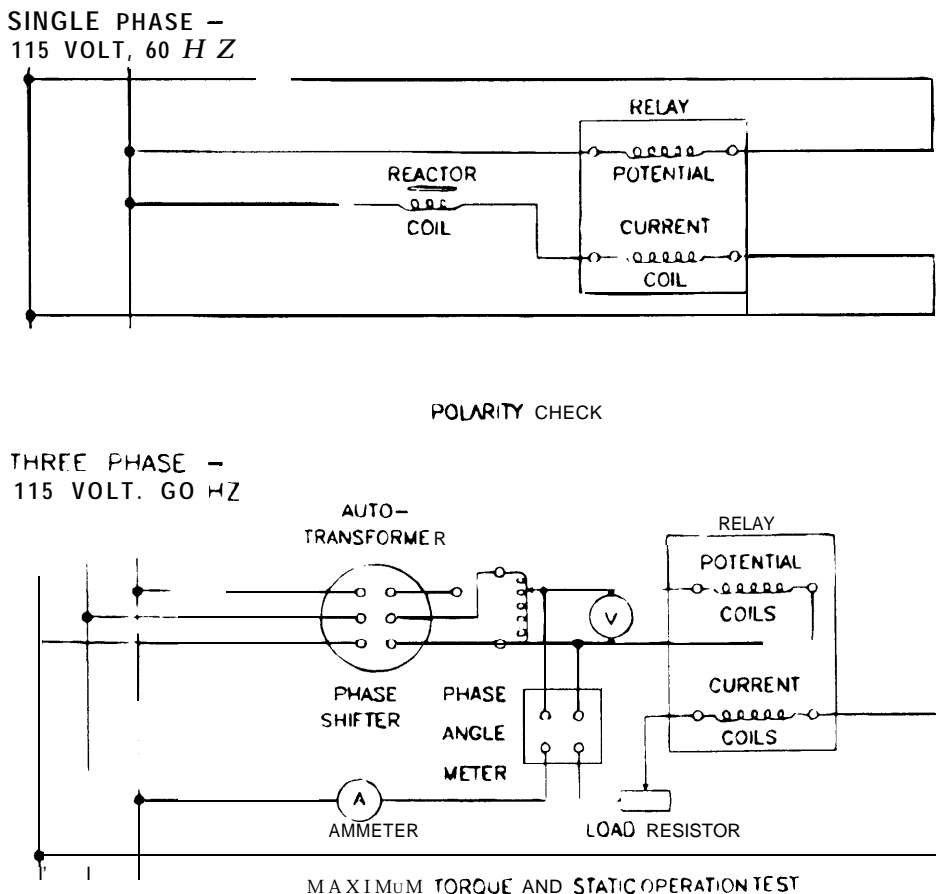 SINGLE PHASE –
115 VOLT, 60 H Z
RELAY
POTENTIAL
REACTOR
COIL
CURRENT
COIL
POLARITY CHECK
THREE PHASE –
115 VOLT. GO HZ
AUTO–
TRANSFORMER
RELAY
POTENTIAL
COILS
V
PHASE
SHIFTER
PHASE
ANGLE
METER
CURRENT
COILS
A
AMMETER
LOAD RESISTOR
MAXIMuM TORQUE AND STATIC OPERATION TEST